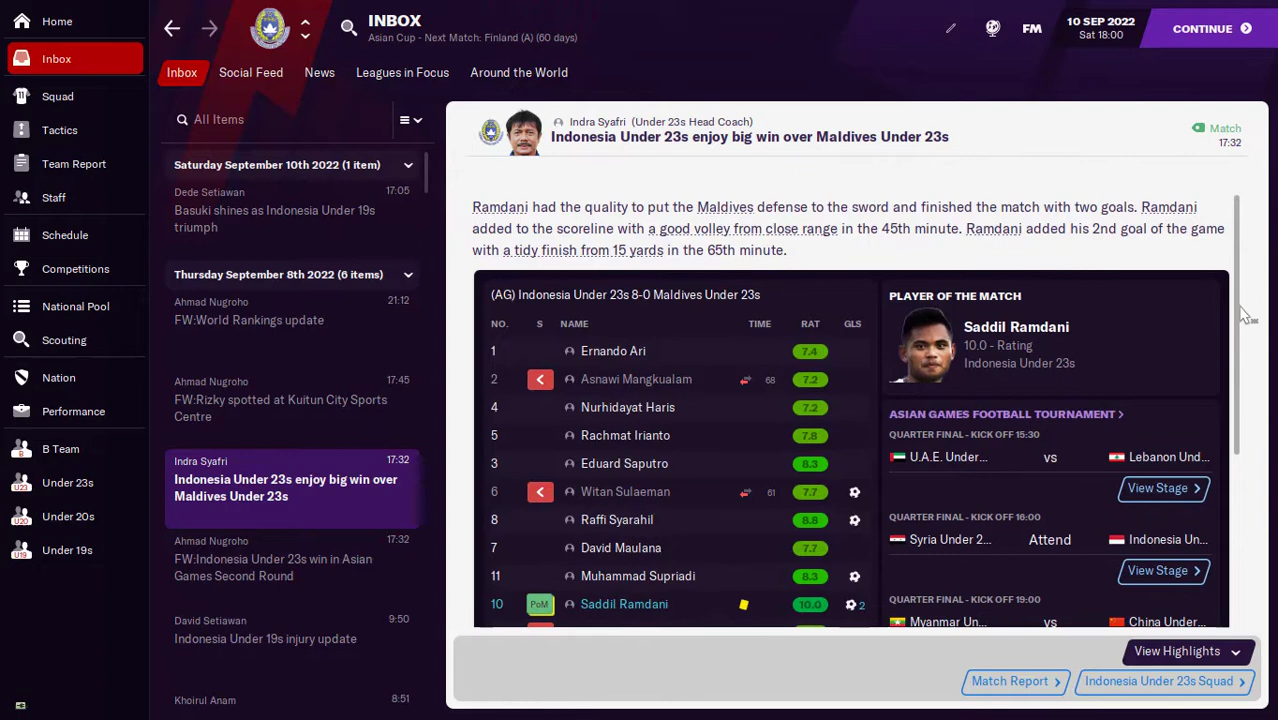 Home
Inbox
Squad
Tactics
Team Report
Staff
Schedule
Competitions
National Pool
Scouting
Nation
Performance
B Team
Under 23s
Under 20s
Under 19s
INBOX
Asian Cup - Next Match: Finland (A) (60 days)
FM
10 SEP 2022
Sat 18:00
CONTINUE
Inbox Social Feed News Leagues in Focus Around the World
All Items
Saturday September 10th 2022 (1 item)
Dede Setiawan 17:05
Basuki shines as Indonesia Under 19s
triumph
Thursday September 8th 2022 (6 items)
Ahmad Nugroho 21:12
FW:World Rankings update
Ahmad Nugroho 17:45
FW:Rizky spotted at Kuitun City Sports
Centre
Indra Syafri 17:32
Indonesia Under 23s enjoy big win over
Maldives Under 23s
Ahmad Nugroho 17:32
FW:Indonesia Under 23s win in Asian
Games Second Round
David Setiawan 9:50
Indonesia Under 19s injury update
Khoirul Anam 8:51
Indra Syafri (Under 23s Head Coach)
Indonesia Under 23s enjoy big win over Maldives Under 23s
Match
17:32
Ramdani had the quality to put the Maldives defense to the sword and finished the match with two goals. Ramdani
added to the scoreline with a good volley from close range in the 45th minute. Ramdani added his 2nd goal of the game
with a tidy finish from 15 yards in the 65th minute.
(AG) Indonesia Under 23s 8-0 Maldives Under 23s
NO. S NAME TIME RAT GLS
1 Ernando Ari 7.4
2 Asnawi Mangkualam 68 7.2
4 Nurhidayat Haris 7.2
5 Rachmat Irianto 7.8
3 Eduard Saputro 8.3
6 Witan Sulaeman 61 7.7
8 Raffi Syarahil 8.8
7 David Maulana 7.7
11 Muhammad Supriadi 8.3
10 PoM Saddil Ramdani 10.0 2
PLAYER OF THE MATCH
Saddil Ramdani
10.0 - Rating
Indonesia Under 23s
ASIAN GAMES FOOTBALL TOURNAMENT
QUARTER FINAL - KICK OFF 15:30
U.A.E. Under... vs Lebanon Und...
View Stage
QUARTER FINAL - KICK OFF 16:00
Syria Under 2... Attend Indonesia Un...
View Stage
QUARTER FINAL - KICK OFF 19:00
Myanmar Un... vs China Under...
View Highlights
Match Report
Indonesia Under 23s Squad